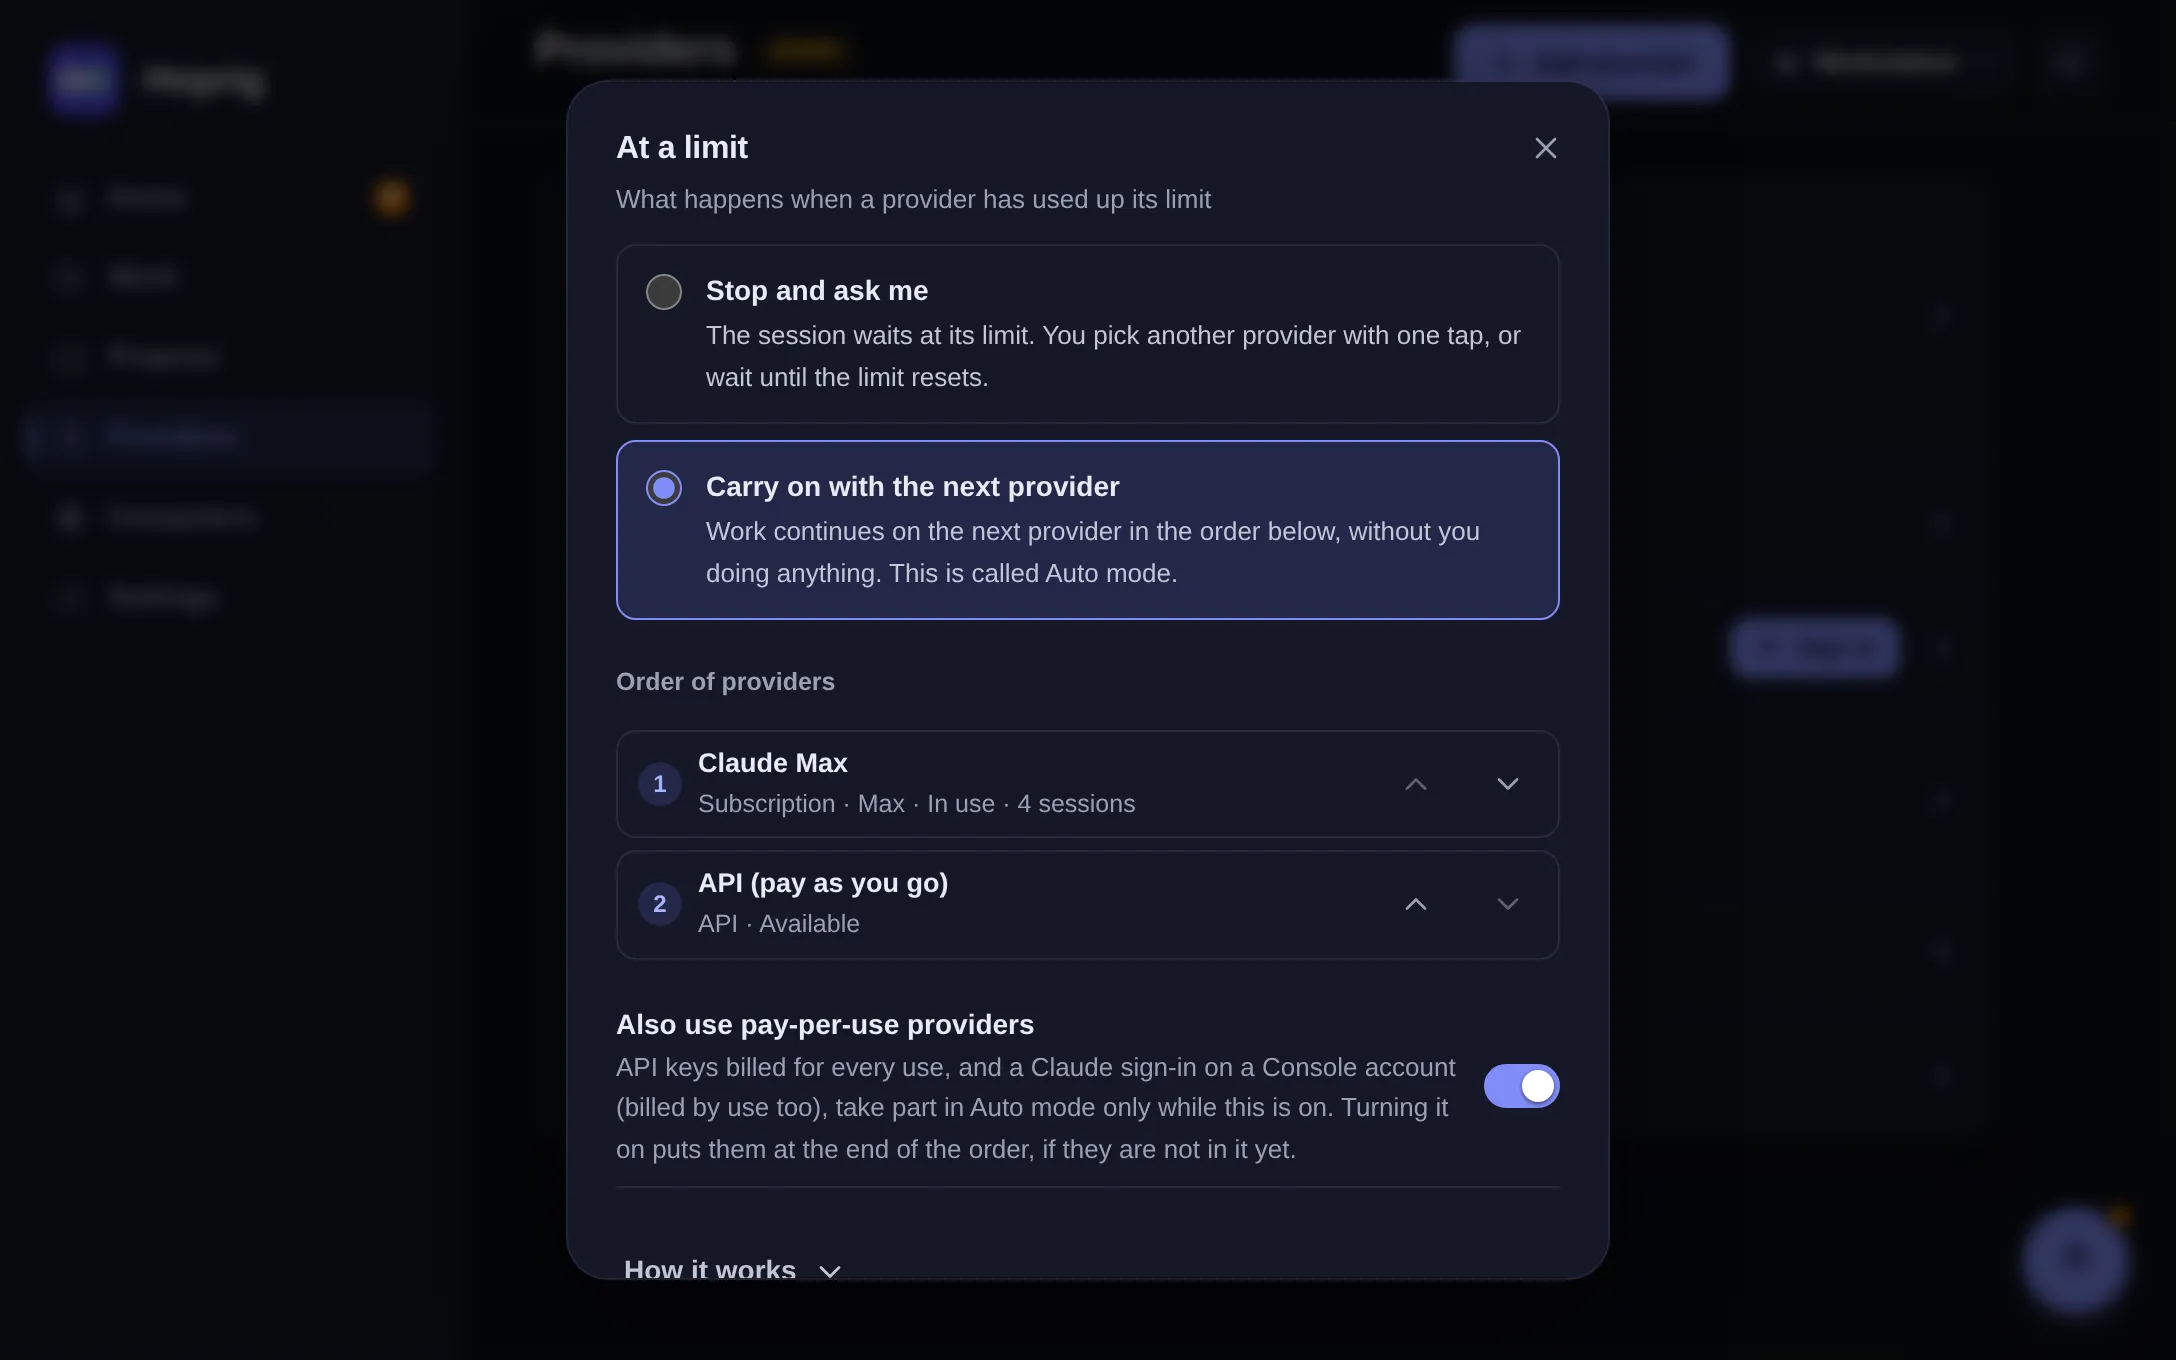 Providers
At a limit
What happens when a provider has used up its limit
Stop and ask me
The session waits at its limit. You pick another provider with one tap, or
wait until the limit resets.
Carry on with the next provider
Work continues on the next provider in the order below, without you
doing anything. This is called Auto mode.
Order of providers
1
Claude Max
Subscription · Max · In use · 4 sessions
2
API (pay as you go)
API · Available
Also use pay-per-use providers
API keys billed for every use, and a Claude sign-in on a Console account
(billed by use too), take part in Auto mode only while this is on. Turning it
on puts them at the end of the order, if they are not in it yet.
How it works